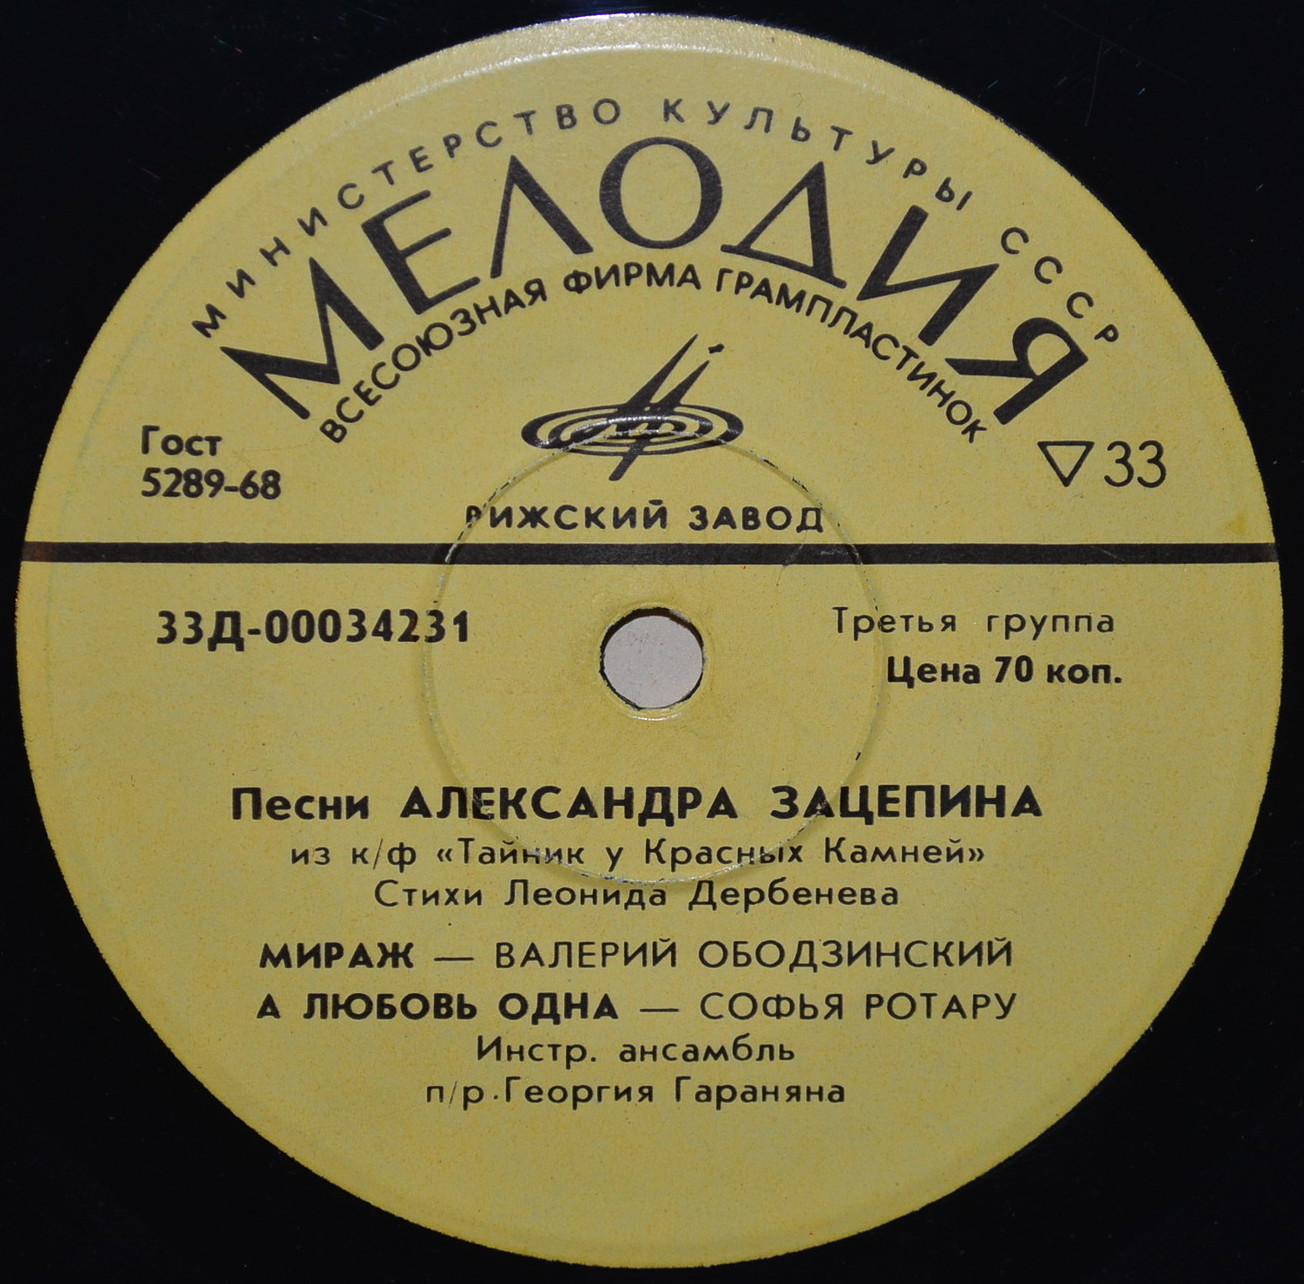 МИНИСТЕРСТВО КУЛЬТУРЫ СССР
МЕЛОДИЯ
ВСЕСОЮЗНАЯ ФИРМА ГРАМПЛАСТИНОК
Гост
5289-68
33
РИЖСКИЙ ЗАВОД
33Д-00034231
Третья группа
Цена 70 коп.
Песни АЛЕКСАНДРА ЗАЦЕПИНА
из к/ф «Тайник у Красных Камней»
Стихи Леонида Дербенева
МИРАЖ — ВАЛЕРИЙ ОБОДЗИНСКИЙ
А ЛЮБОВЬ ОДНА — СОФЬЯ РОТАРУ
Инстр. ансамбль
п/р.Георгия Гараняна